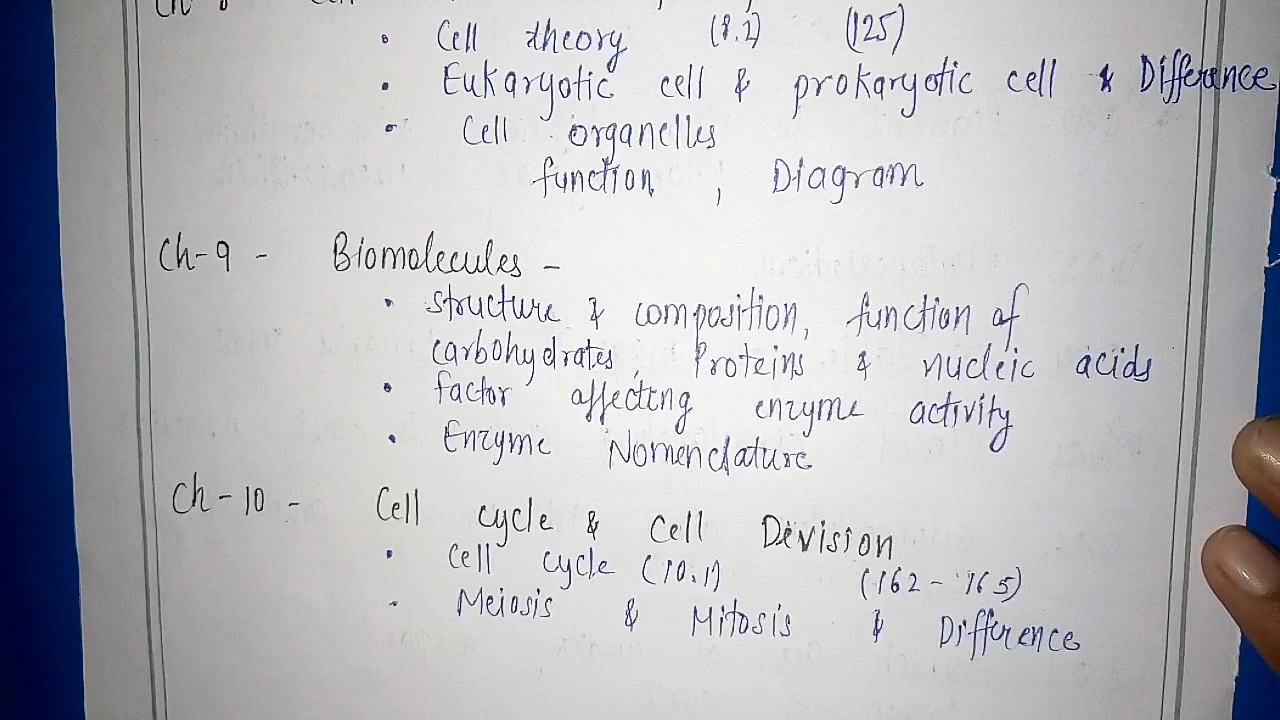 Ch
• Cell theory (8.2) (125)
• Eukaryotic cell & prokaryotic cell & Difference
• Cell organelles
function, Diagram
Ch-9 - Biomolecules -
• structure & composition, function of
carbohydrates, Proteins & nucleic acids
• factor affecting enzyme activity
• Enzyme Nomenclature
Ch-10 - Cell cycle & Cell Devision
• Cell cycle (10.1) (162-165)
• Meiosis & Mitosis & Difference